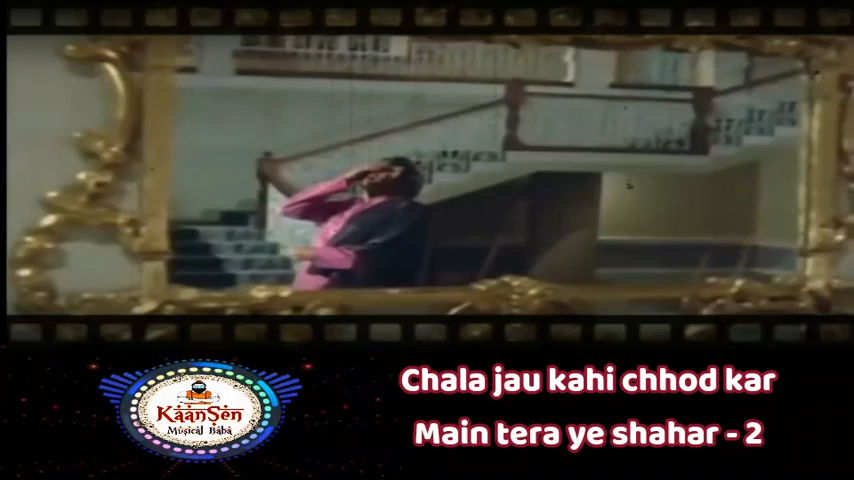 KaanSen
Musical Baba
Chala jau kahi chhod kar
Main tera ye shahar - 2